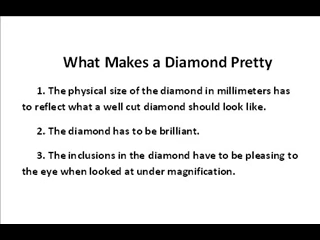 What Makes a Diamond Pretty
1. The physical size of the diamond in millimeters has
to reflect what a well cut diamond should look like.
2. The diamond has to be brilliant.
3. The inclusions in the diamond have to be pleasing to
the eye when looked at under magnification.